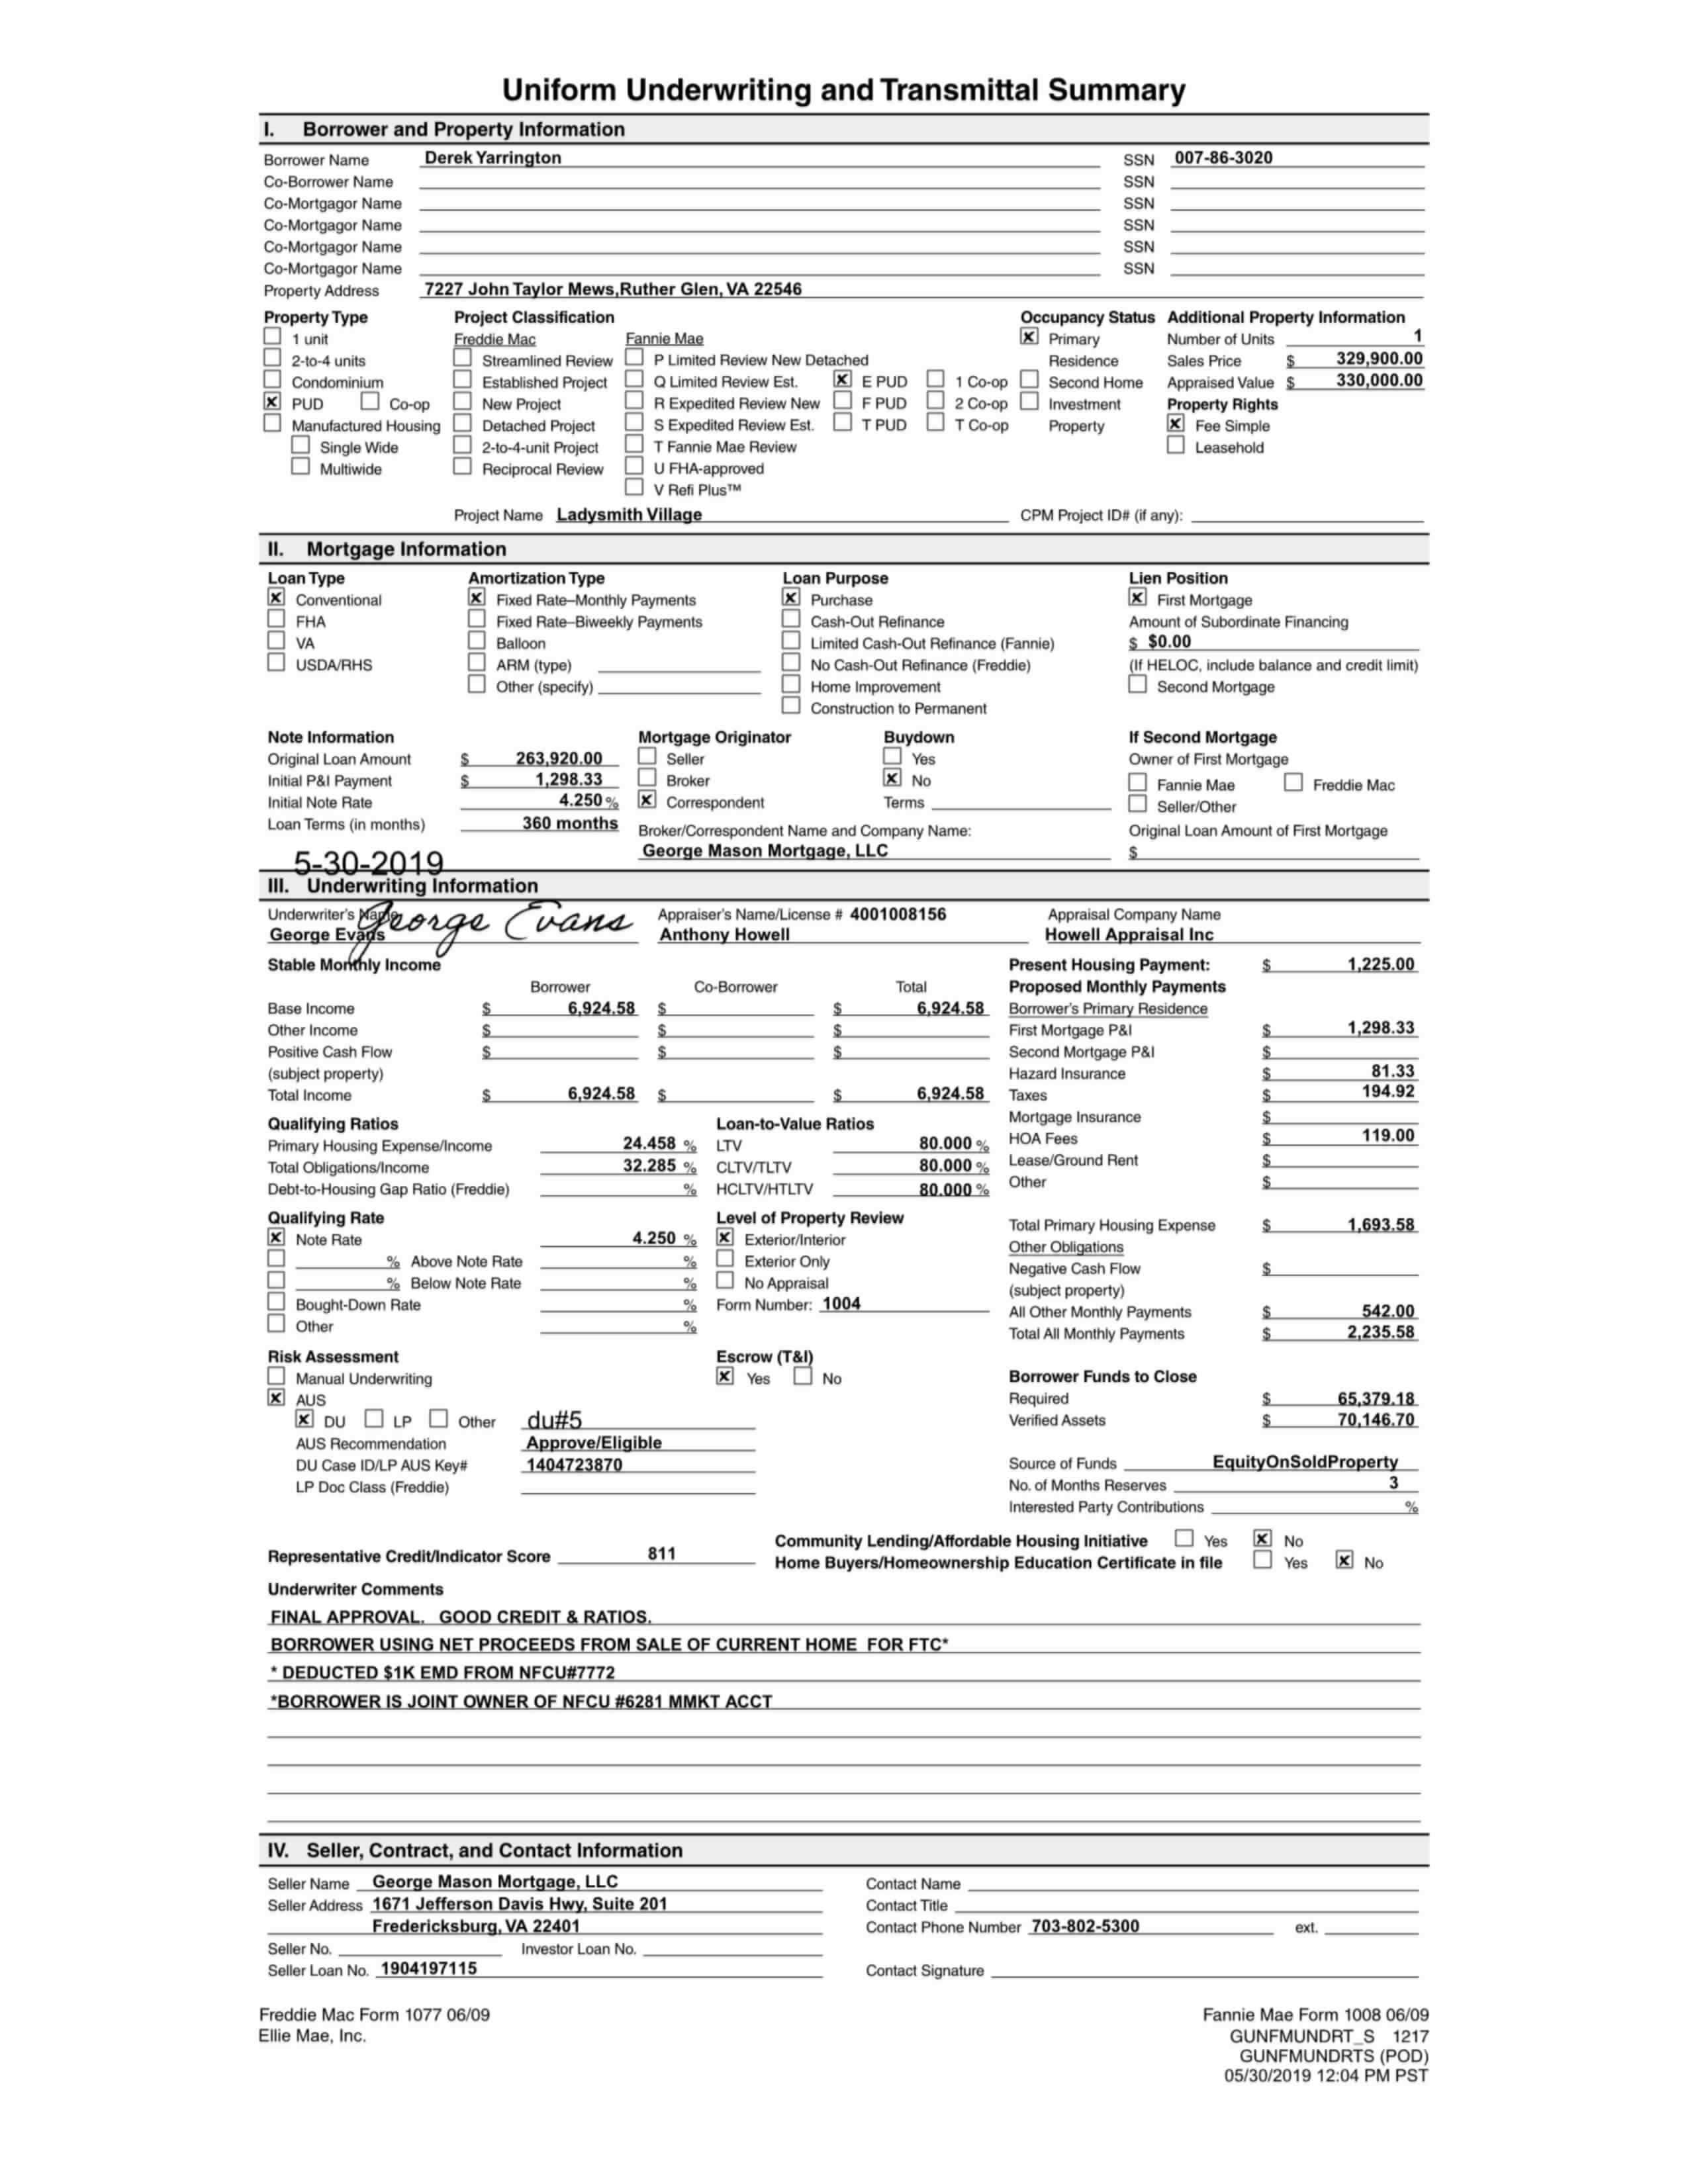 Uniform Underwriting and Transmittal Summary
I. Borrower and Property Information
Borrower Name Derek Yarrington SSN 007-86-3020
Co-Borrower Name SSN
Co-Mortgagor Name SSN
Co-Mortgagor Name SSN
Co-Mortgagor Name SSN
Co-Mortgagor Name SSN
Property Address 7227 John Taylor Mews,Ruther Glen, VA 22546
Property Type Project Classification Occupancy Status Additional Property Information
1 unit Freddie Mac Fannie Mae Primary Number of Units 1
2-to-4 units Streamlined Review P Limited Review New Detached Residence Sales Price $ 329,900.00
Condominium Established Project Q Limited Review Est. E PUD 1 Co-op Second Home Appraised Value $ 330,000.00
PUD Co-op New Project R Expedited Review New F PUD 2 Co-op Investment Property Rights
Manufactured Housing Detached Project S Expedited Review Est. T PUD T Co-op Property Fee Simple
Single Wide 2-to-4-unit Project T Fannie Mae Review Leasehold
Multiwide Reciprocal Review U FHA-approved
V Refi Plus™
Project Name Ladysmith Village CPM Project ID# (if any):
II. Mortgage Information
Loan Type Amortization Type Loan Purpose Lien Position
Conventional Fixed Rate–Monthly Payments Purchase First Mortgage
FHA Fixed Rate–Biweekly Payments Cash-Out Refinance Amount of Subordinate Financing
VA Balloon Limited Cash-Out Refinance (Fannie) $ $0.00
USDA/RHS ARM (type) No Cash-Out Refinance (Freddie) (If HELOC, include balance and credit limit)
Other (specify) Home Improvement Second Mortgage
Construction to Permanent
Note Information Mortgage Originator Buydown If Second Mortgage
Original Loan Amount $ 263,920.00 Seller Yes Owner of First Mortgage
Initial P&I Payment $ 1,298.33 Broker No Fannie Mae Freddie Mac
Initial Note Rate 4.250 % Correspondent Terms Seller/Other
Loan Terms (in months) 360 months Broker/Correspondent Name and Company Name: Original Loan Amount of First Mortgage
George Mason Mortgage, LLC $
5-30-2019
III. Underwriting Information
Underwriter's Name George Evans Appraiser's Name/License # 4001008156 Appraisal Company Name
George Evans Anthony Howell Howell Appraisal Inc
Stable Monthly Income Present Housing Payment: $ 1,225.00
Borrower Co-Borrower Total Proposed Monthly Payments
Base Income $ 6,924.58 $ $ 6,924.58 Borrower's Primary Residence
Other Income $ $ $ First Mortgage P&I $ 1,298.33
Positive Cash Flow $ $ $ Second Mortgage P&I $
(subject property) Hazard Insurance $ 81.33
Total Income $ 6,924.58 $ $ 6,924.58 Taxes $ 194.92
Qualifying Ratios Loan-to-Value Ratios Mortgage Insurance $
Primary Housing Expense/Income 24.458 % LTV 80.000 % HOA Fees $ 119.00
Total Obligations/Income 32.285 % CLTV/TLTV 80.000 % Lease/Ground Rent $
Debt-to-Housing Gap Ratio (Freddie) % HCLTV/HTLTV 80.000 % Other $
Qualifying Rate Level of Property Review Total Primary Housing Expense $ 1,693.58
Note Rate 4.250 % Exterior/Interior Other Obligations
% Above Note Rate % Exterior Only Negative Cash Flow $
% Below Note Rate % No Appraisal (subject property)
Bought-Down Rate % Form Number: 1004 All Other Monthly Payments $ 542.00
Other % Total All Monthly Payments $ 2,235.58
Risk Assessment Escrow (T&I)
Manual Underwriting Yes No Borrower Funds to Close
AUS Required $ 65,379.18
DU LP Other du#5 Verified Assets $ 70,146.70
AUS Recommendation Approve/Eligible
DU Case ID/LP AUS Key# 1404723870 Source of Funds EquityOnSoldProperty
LP Doc Class (Freddie) No. of Months Reserves 3
Interested Party Contributions %
Community Lending/Affordable Housing Initiative Yes No
Representative Credit/Indicator Score 811 Home Buyers/Homeownership Education Certificate in file Yes No
Underwriter Comments
FINAL APPROVAL. GOOD CREDIT & RATIOS.
BORROWER USING NET PROCEEDS FROM SALE OF CURRENT HOME FOR FTC*
* DEDUCTED $1K EMD FROM NFCU#7772
*BORROWER IS JOINT OWNER OF NFCU #6281 MMKT ACCT
IV. Seller, Contract, and Contact Information
Seller Name George Mason Mortgage, LLC Contact Name
Seller Address 1671 Jefferson Davis Hwy, Suite 201 Contact Title
Fredericksburg, VA 22401 Contact Phone Number 703-802-5300 ext.
Seller No. Investor Loan No.
Seller Loan No. 1904197115 Contact Signature
Freddie Mac Form 1077 06/09 Fannie Mae Form 1008 06/09
Ellie Mae, Inc. GUNFMUNDRT_S 1217
GUNFMUNDRTS (POD)
05/30/2019 12:04 PM PST